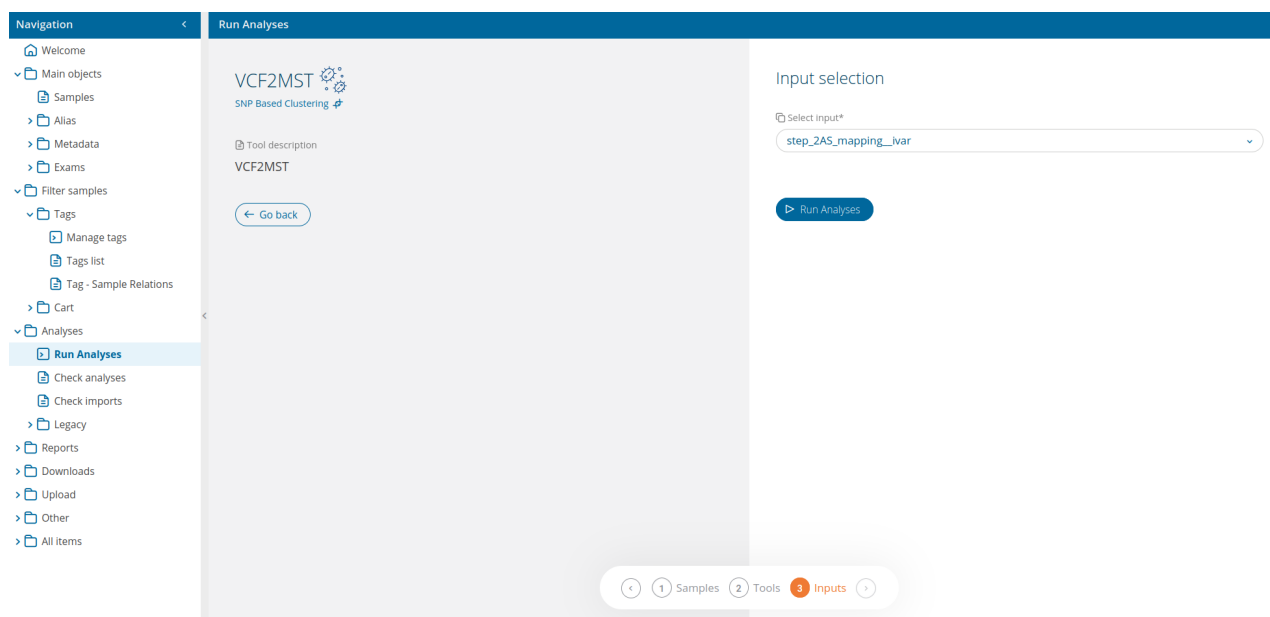 Navigation
Welcome
Main objects
Samples
Alias
Metadata
Exams
Filter samples
Tags
Manage tags
Tags list
Tag - Sample Relations
Cart
Analyses
Run Analyses
Check analyses
Check imports
Legacy
Reports
Downloads
Upload
Other
All items
Run Analyses
VCF2MST
SNP Based Clustering
Tool description
VCF2MST
Go back
Input selection
Select input*
step_2AS_mapping__ivar
Run Analyses
1 Samples 2 Tools 3 Inputs